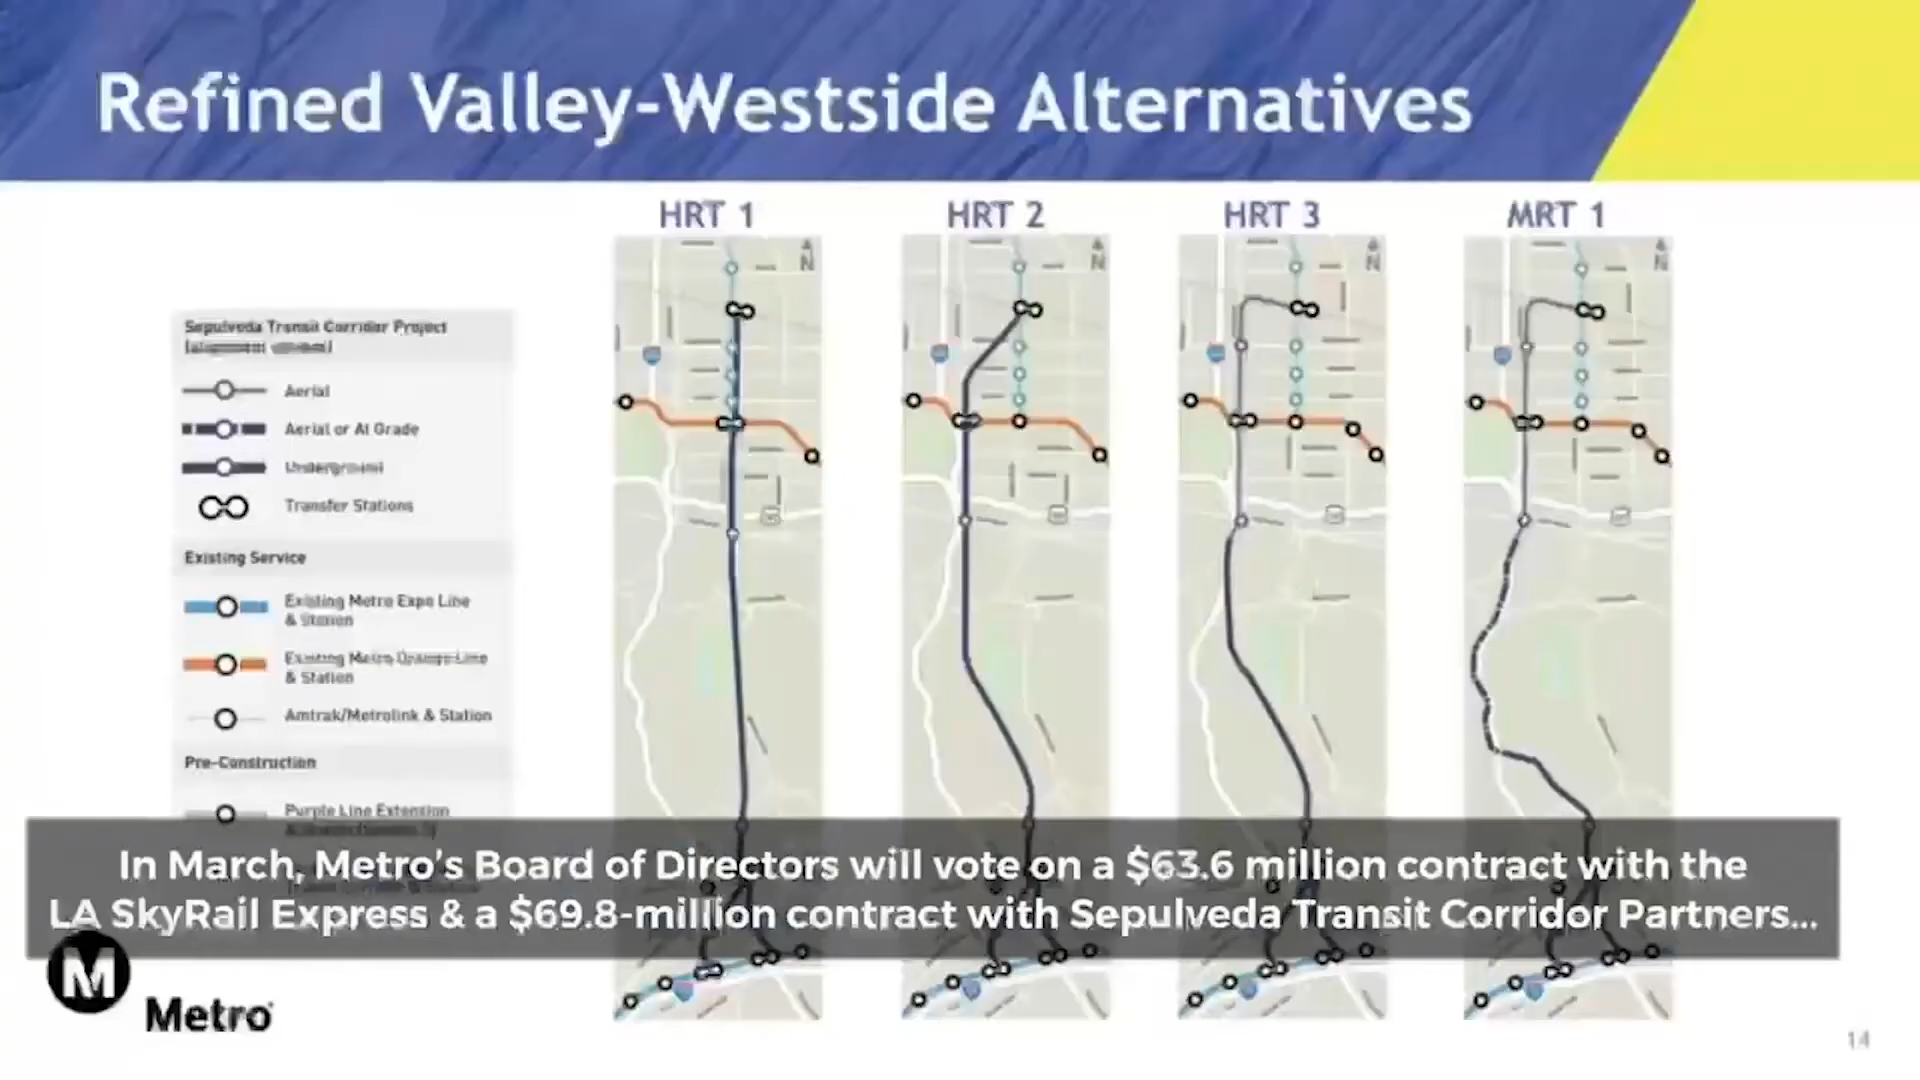 Refined Valley-Westside Alternatives
HRT 1
HRT 2
HRT 3
MRT 1
N
N
N
N
Sepulveda Transit Corridor Project
Aerial
Aerial or At Grade
Underground
Transfer Stations
Existing Service
Existing Metro Expo Line
& Station
Existing Metro Orange Line
& Station
Amtrak/Metrolink & Station
Pre-Construction
Purple Line Extension
In March, Metro's Board of Directors will vote on a $63.6 million contract with the
LA SkyRail Express & a $69.8-million contract with Sepulveda Transit Corridor Partners...
M
Metro
14